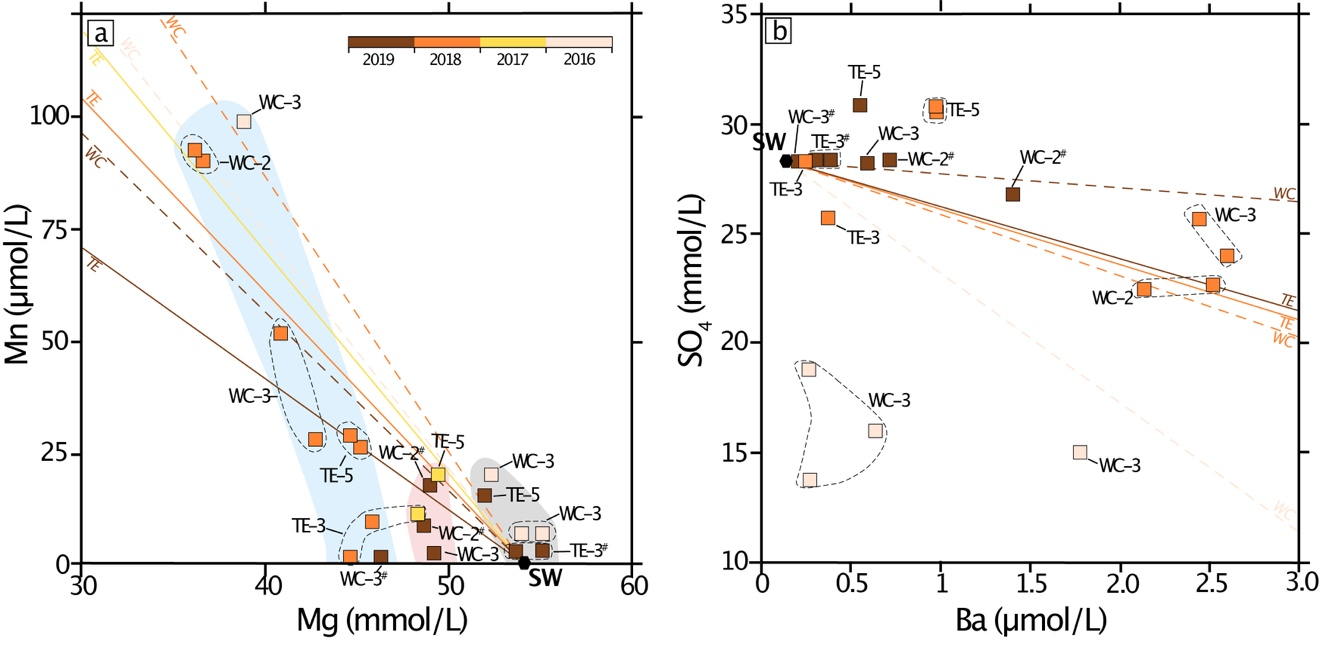 a
WC
WC
TE
TE
WC
TE
2019 2018 2017 2016
WC–3
WC–2
WC–3
TE–5
TE–5
WC–2#
WC–3
TE–5
TE–3
WC–2#
WC–3
WC–3
TE–3#
WC–3#
SW
100
75
50
25
0
30 40 50 60
Mn (µmol/L)
Mg (mmol/L)
b
TE–5
TE–5
WC–3#
SW
TE–3#
WC–3
WC–2#
WC–2#
TE–3
TE–3
WC
WC–3
WC–2
TE
TE
WC
WC–3
WC–3
WC
35
30
25
20
15
10
0 0.5 1 1.5 2.0 2.5 3.0
SO4 (mmol/L)
Ba (µmol/L)